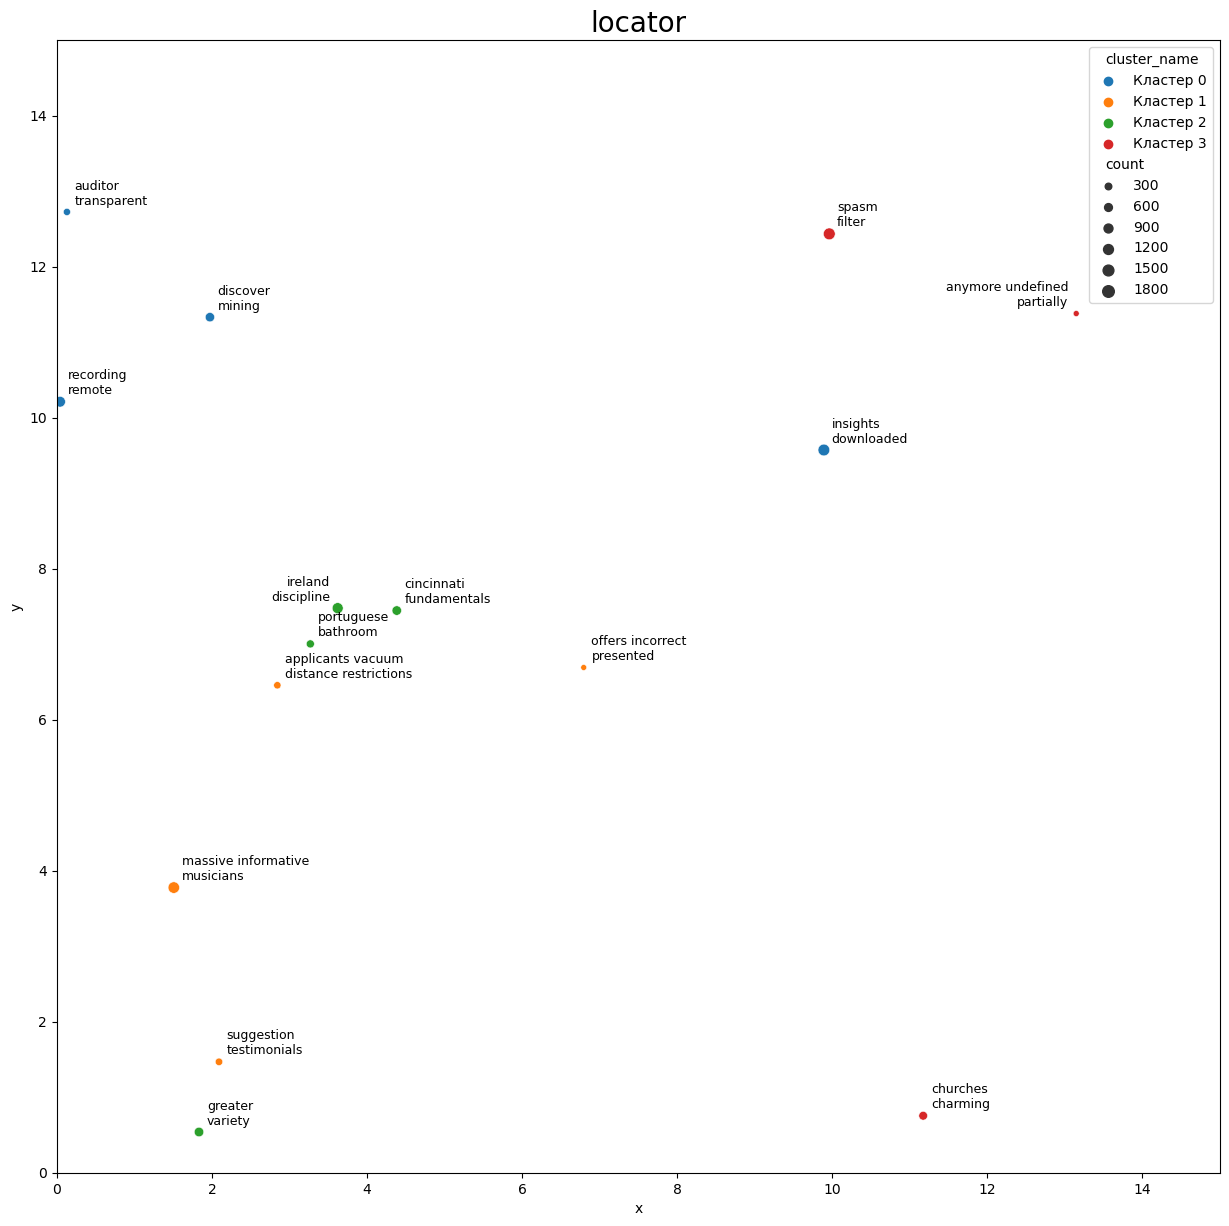 locator
cluster_name
Кластер 0
Кластер 1
Кластер 2
Кластер 3
count
300
600
900
1200
1500
1800
auditor
transparent
spasm
filter
anymore undefined
partially
discover
mining
recording
remote
insights
downloaded
ireland
discipline
cincinnati
fundamentals
portuguese
bathroom
offers incorrect
presented
applicants vacuum
distance restrictions
massive informative
musicians
suggestion
testimonials
greater
variety
churches
charming
14
12
10
8
6
4
2
0
y
0
2
4
6
8
10
12
14
x